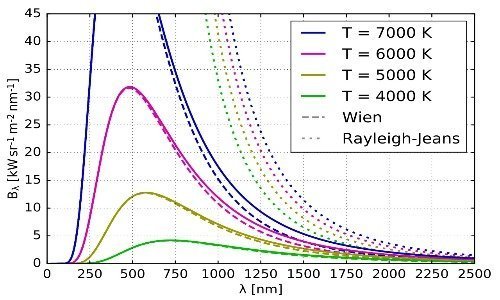 45
40
35
30
25
20
15
10
5
0
Bλ [kW sr-1 m-2 nm-1]
T = 7000 K
T = 6000 K
T = 5000 K
T = 4000 K
Wien
Rayleigh-Jeans
0 250 500 750 1000 1250 1500 1750 2000 2250 2500
λ [nm]